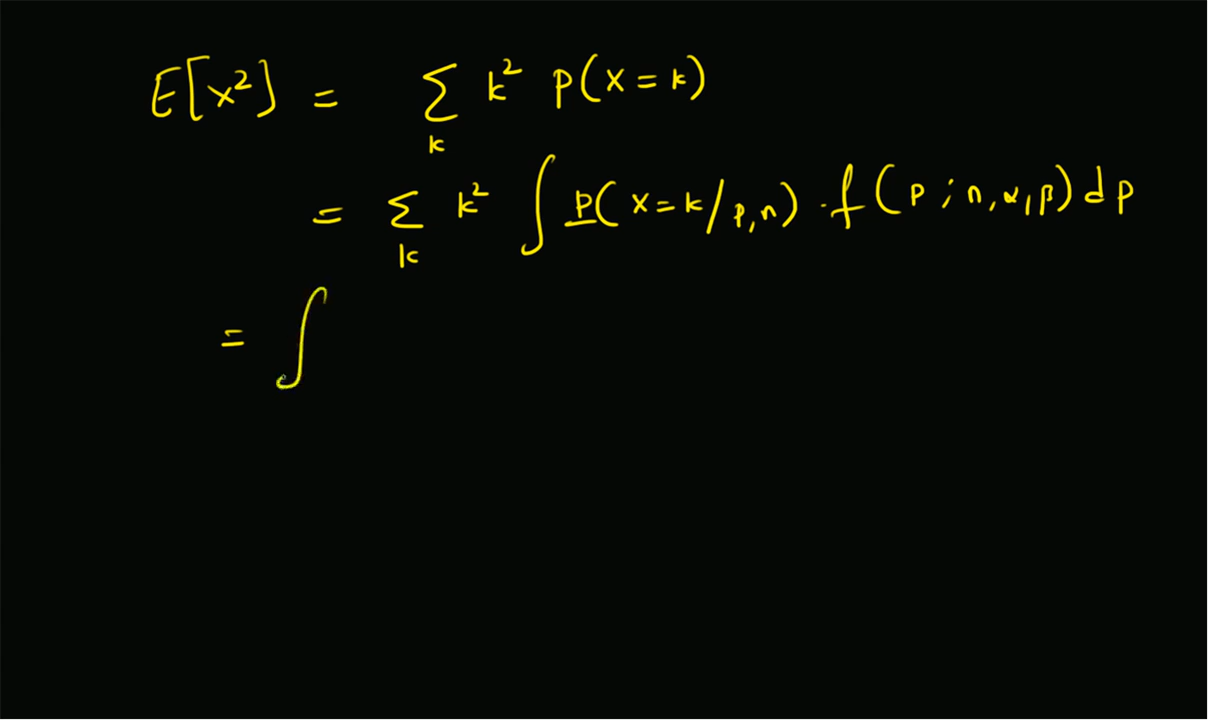 E[x²] = Σ k² P(x=k)
k
= Σ k² ∫ P(x=k/p,n) . f(p;n,α,β)dp
k
= ∫